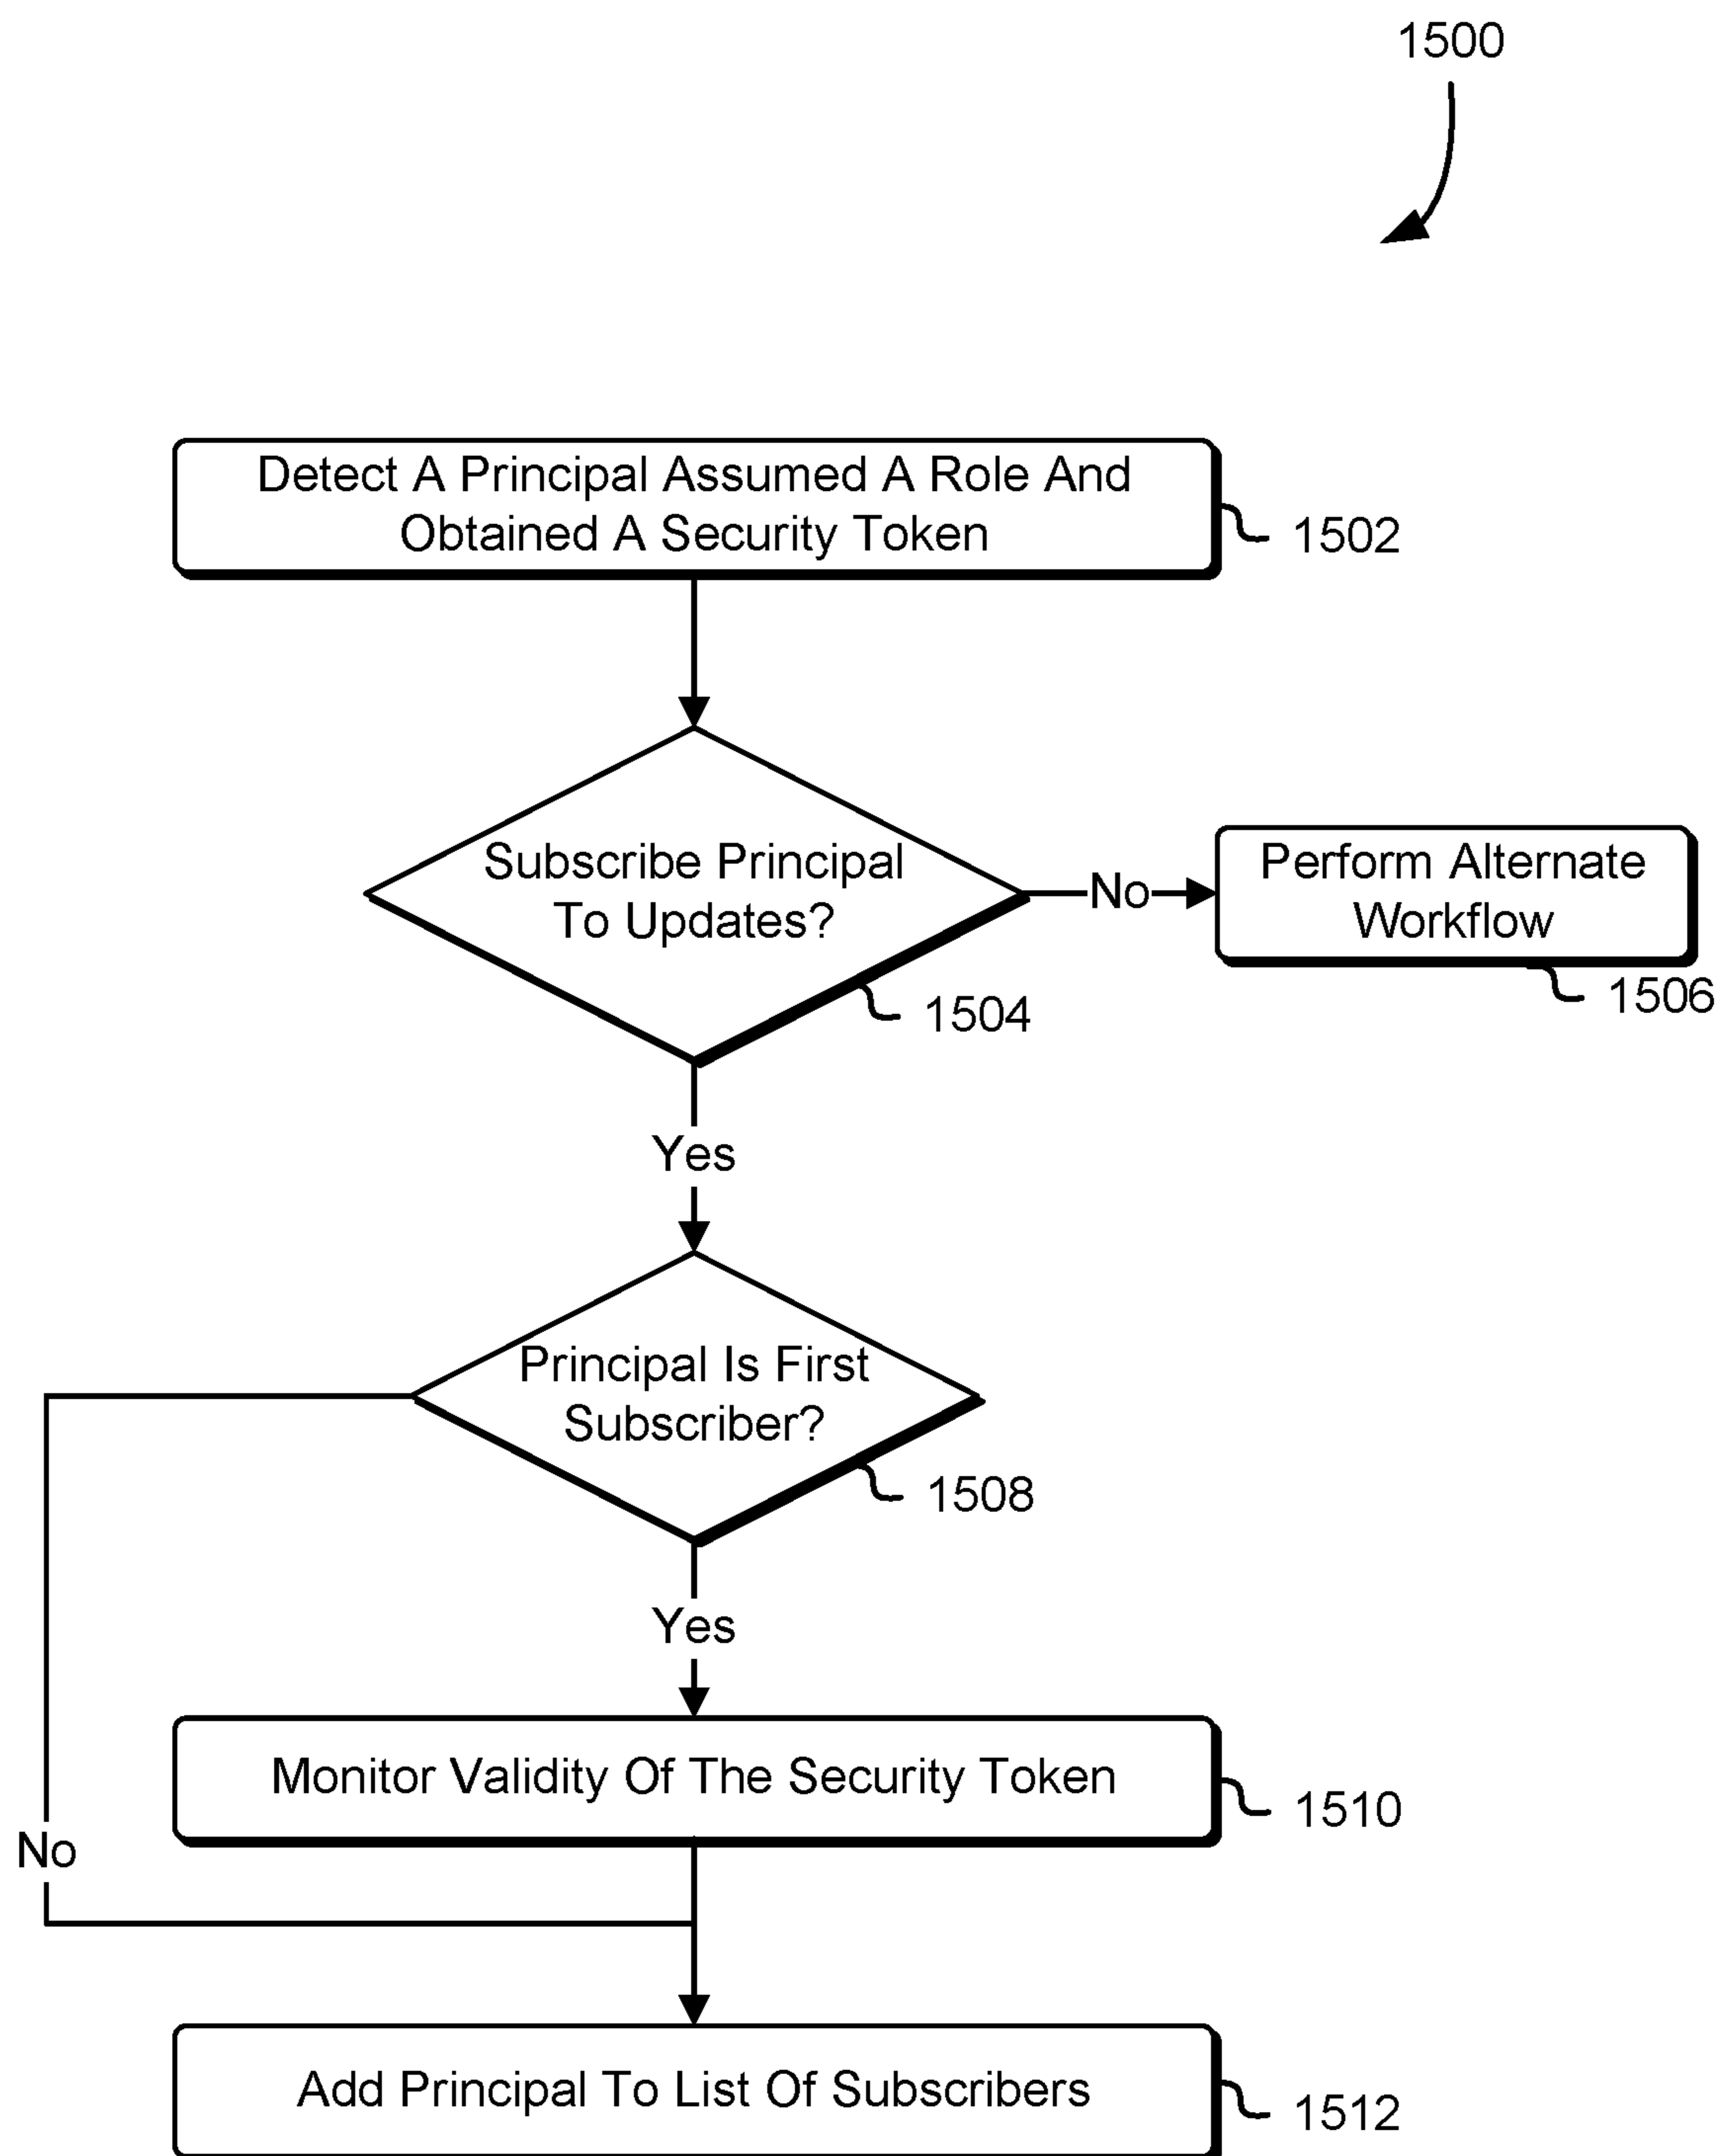 1500
Detect A Principal Assumed A Role And
Obtained A Security Token
1502
Subscribe Principal
To Updates?
No
Perform Alternate
Workflow
1504
1506
Yes
Principal Is First
Subscriber?
1508
Yes
Monitor Validity Of The Security Token
1510
No
Add Principal To List Of Subscribers
1512